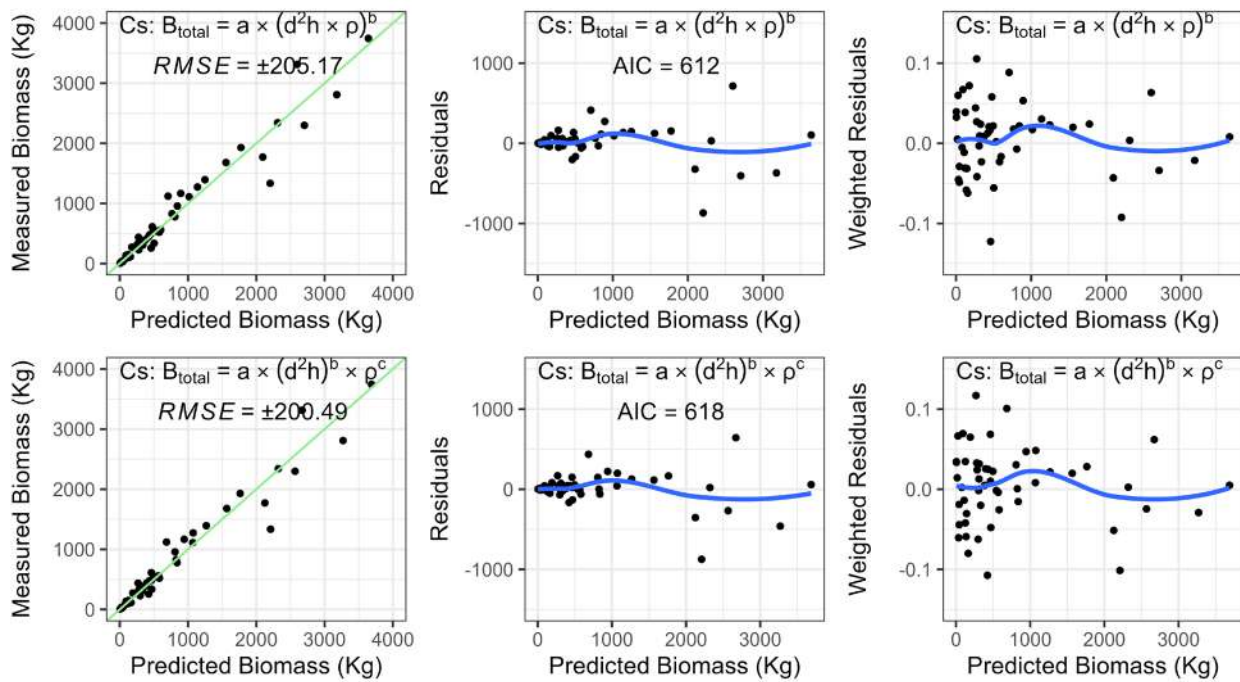 Cs: B_total = a × (d²h × ρ)ᵇ
RMSE = ±205.17
Measured Biomass (Kg)
4000
3000
2000
1000
0
0 1000 2000 3000 4000
Predicted Biomass (Kg)
Cs: B_total = a × (d²h × ρ)ᵇ
AIC = 612
Residuals
1000
0
-1000
0 1000 2000 3000
Predicted Biomass (Kg)
Cs: B_total = a × (d²h × ρ)ᵇ
Weighted Residuals
0.1
0.0
-0.1
0 1000 2000 3000
Predicted Biomass (Kg)
Cs: B_total = a × (d²h)ᵇ × ρᶜ
RMSE = ±200.49
Measured Biomass (Kg)
4000
3000
2000
1000
0
0 1000 2000 3000 4000
Predicted Biomass (Kg)
Cs: B_total = a × (d²h)ᵇ × ρᶜ
AIC = 618
Residuals
1000
0
-1000
0 1000 2000 3000
Predicted Biomass (Kg)
Cs: B_total = a × (d²h)ᵇ × ρᶜ
Weighted Residuals
0.1
0.0
-0.1
0 1000 2000 3000
Predicted Biomass (Kg)